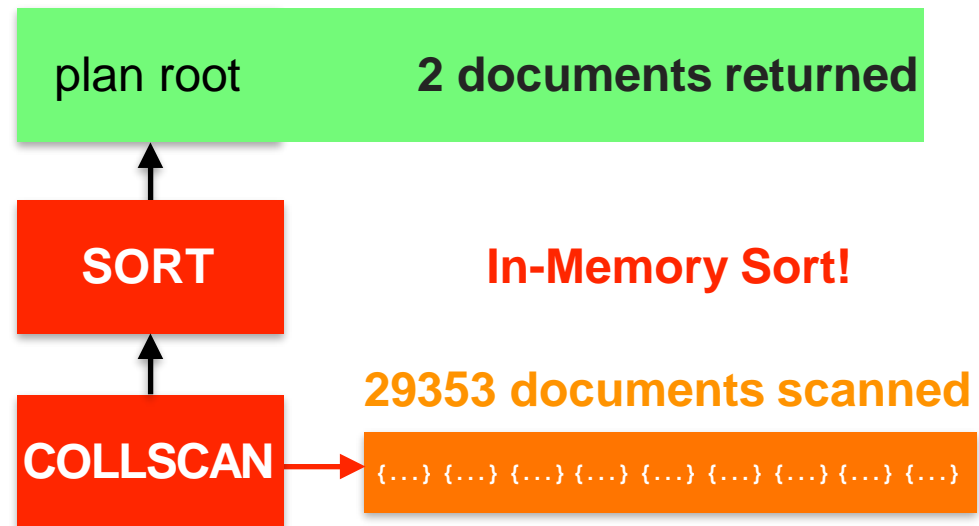 plan root 2 documents returned
SORT In-Memory Sort!
29353 documents scanned
COLLSCAN {...} {...} {...} {...} {...} {...} {...} {...} {...}